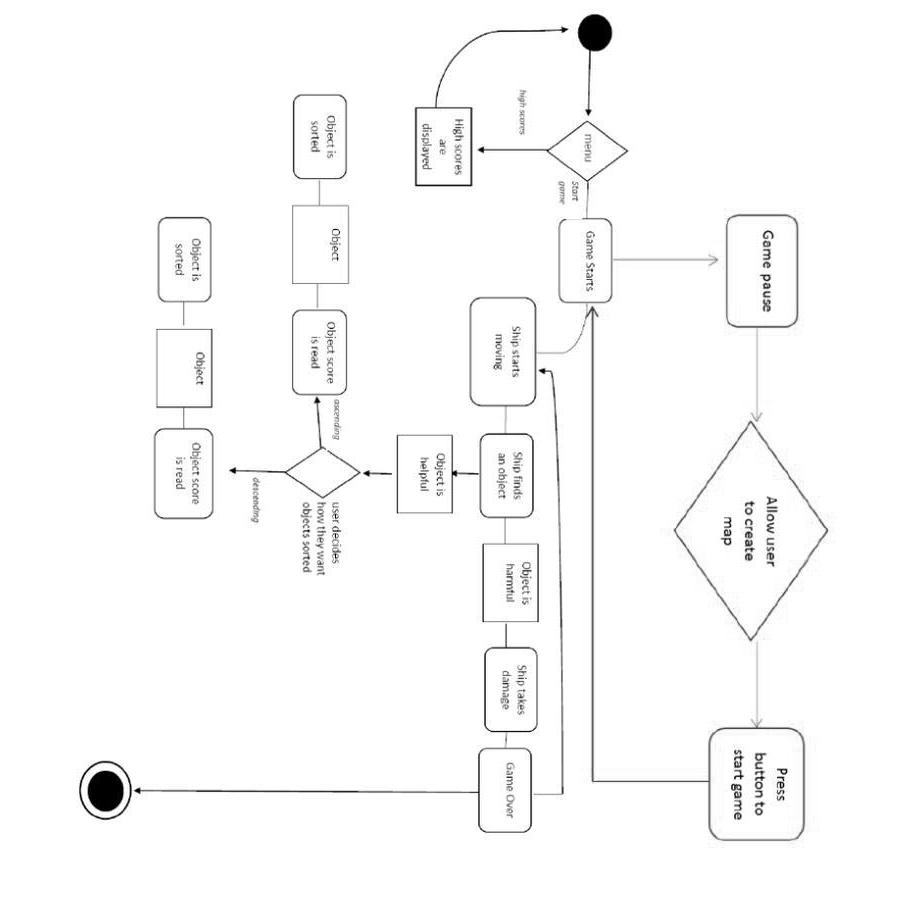 Game pause
Allow user
to create
map
Press
button to
start game
menu
start
game
Game Starts
high scores
High scores
are
displayed
Ship starts
moving
Ship finds
an object
Object is
harmful
Ship takes
damage
Game Over
Object is
helpful
user decides
how they want
objects sorted
ascending
Object score
is read
Object
Object is
sorted
descending
Object score
is read
Object
Object is
sorted